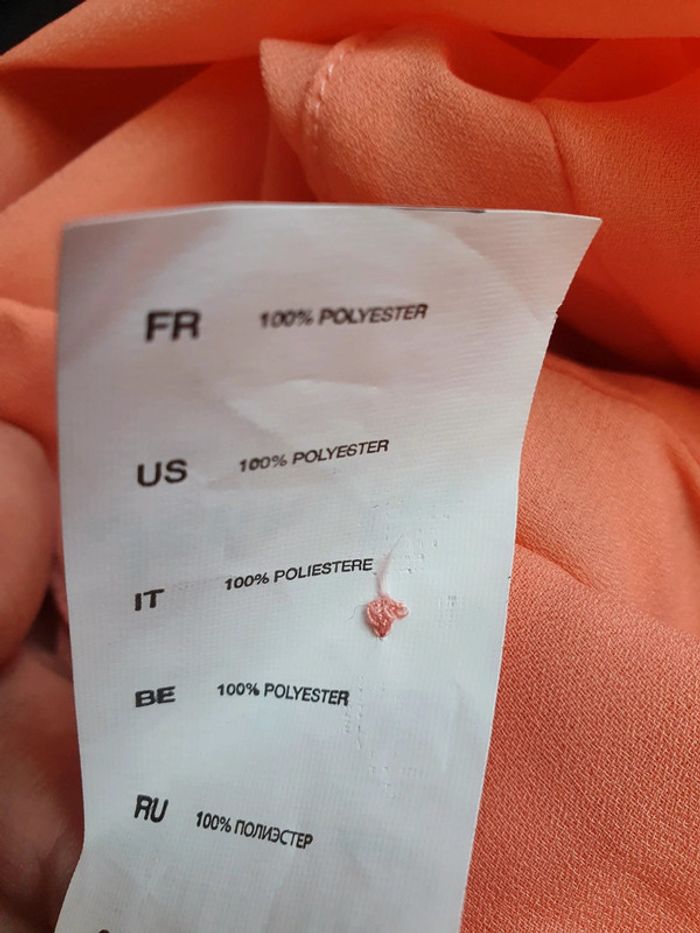 FR 100% POLYESTER
US 100% POLYESTER
IT 100% POLIESTERE
BE 100% POLYESTER
RU 100% ПОЛИЭСТЕР